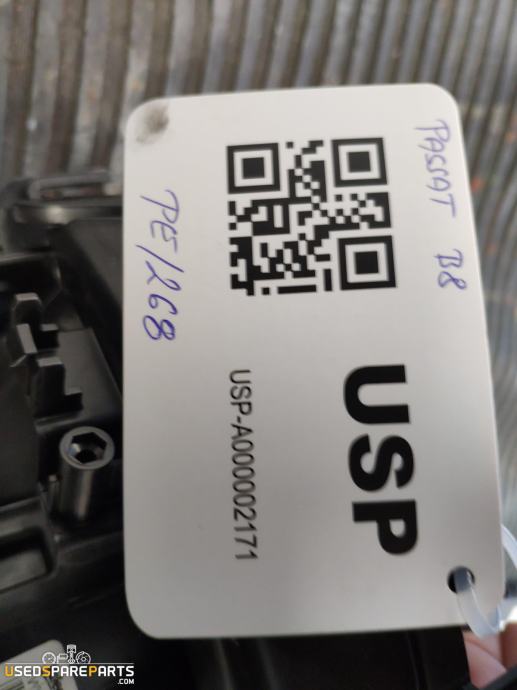 PASSAT B8
USP
USP-A000002171
PE/268
USEDSPAREPARTS
.COM